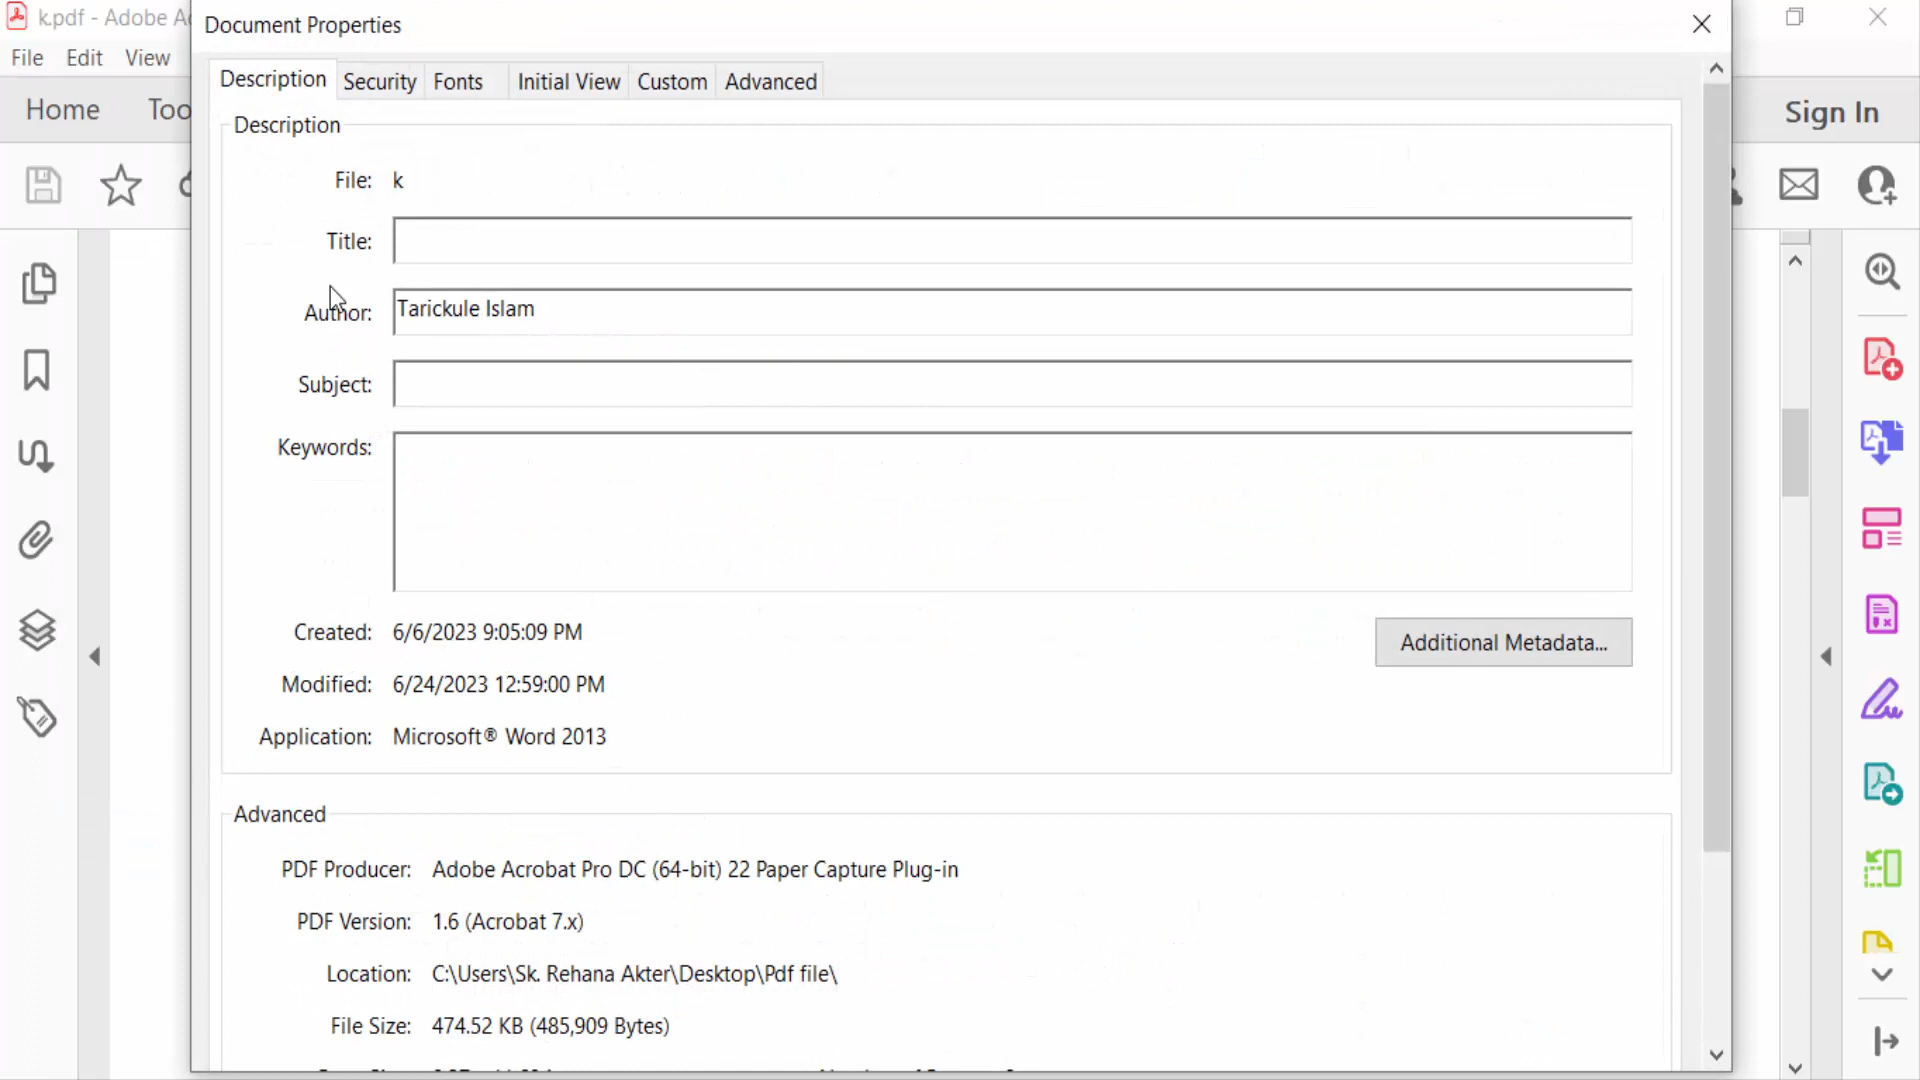 k.pdf - Adobe A
Document Properties
File Edit View
Description Security Fonts Initial View Custom Advanced
Home Too
Sign In
Description
File: k
Title:
Author: Tarickule Islam
Subject:
Keywords:
Created: 6/6/2023 9:05:09 PM
Additional Metadata...
Modified: 6/24/2023 12:59:00 PM
Application: Microsoft® Word 2013
Advanced
PDF Producer: Adobe Acrobat Pro DC (64-bit) 22 Paper Capture Plug-in
PDF Version: 1.6 (Acrobat 7.x)
Location: C:\Users\Sk. Rehana Akter\Desktop\Pdf file\
File Size: 474.52 KB (485,909 Bytes)